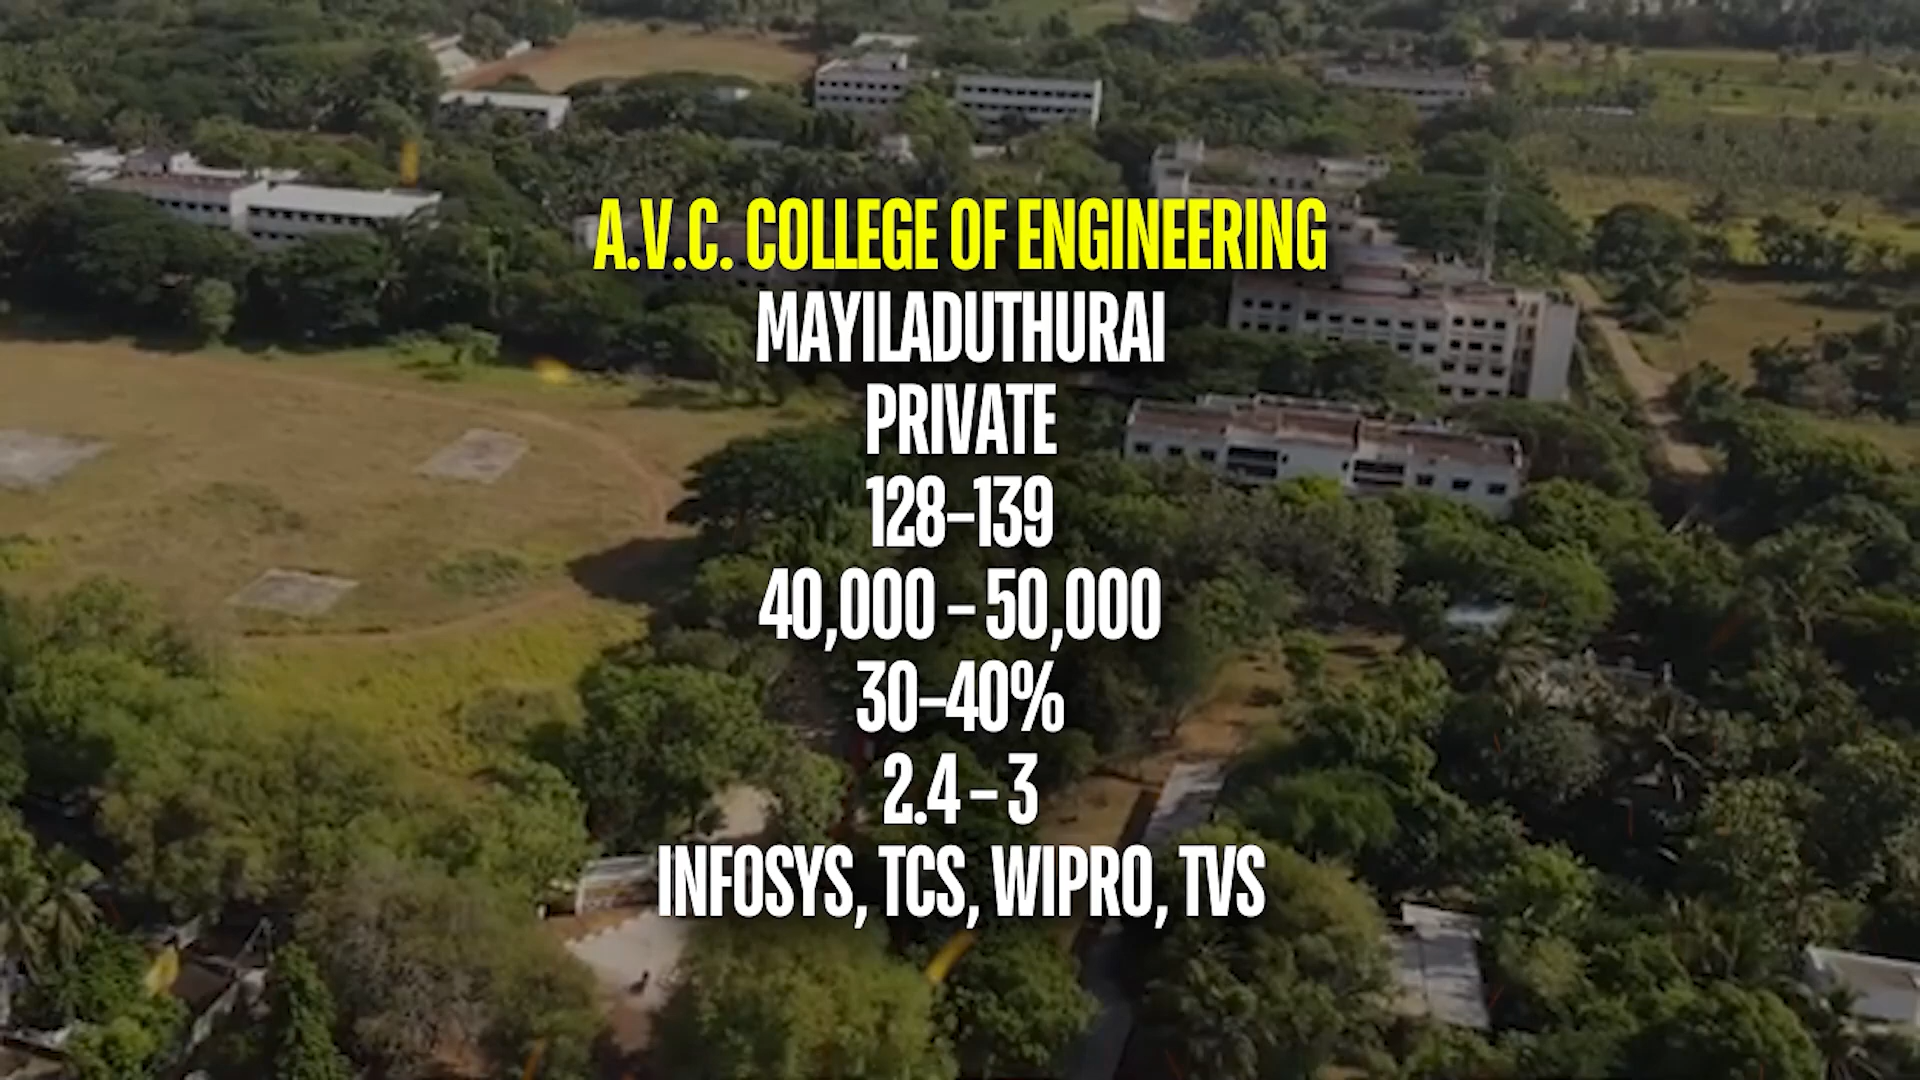 A.V.C. COLLEGE OF ENGINEERING
MAYILADUTHURAI
PRIVATE
128–139
40,000 – 50,000
30–40%
2.4 – 3
INFOSYS, TCS, WIPRO, TVS